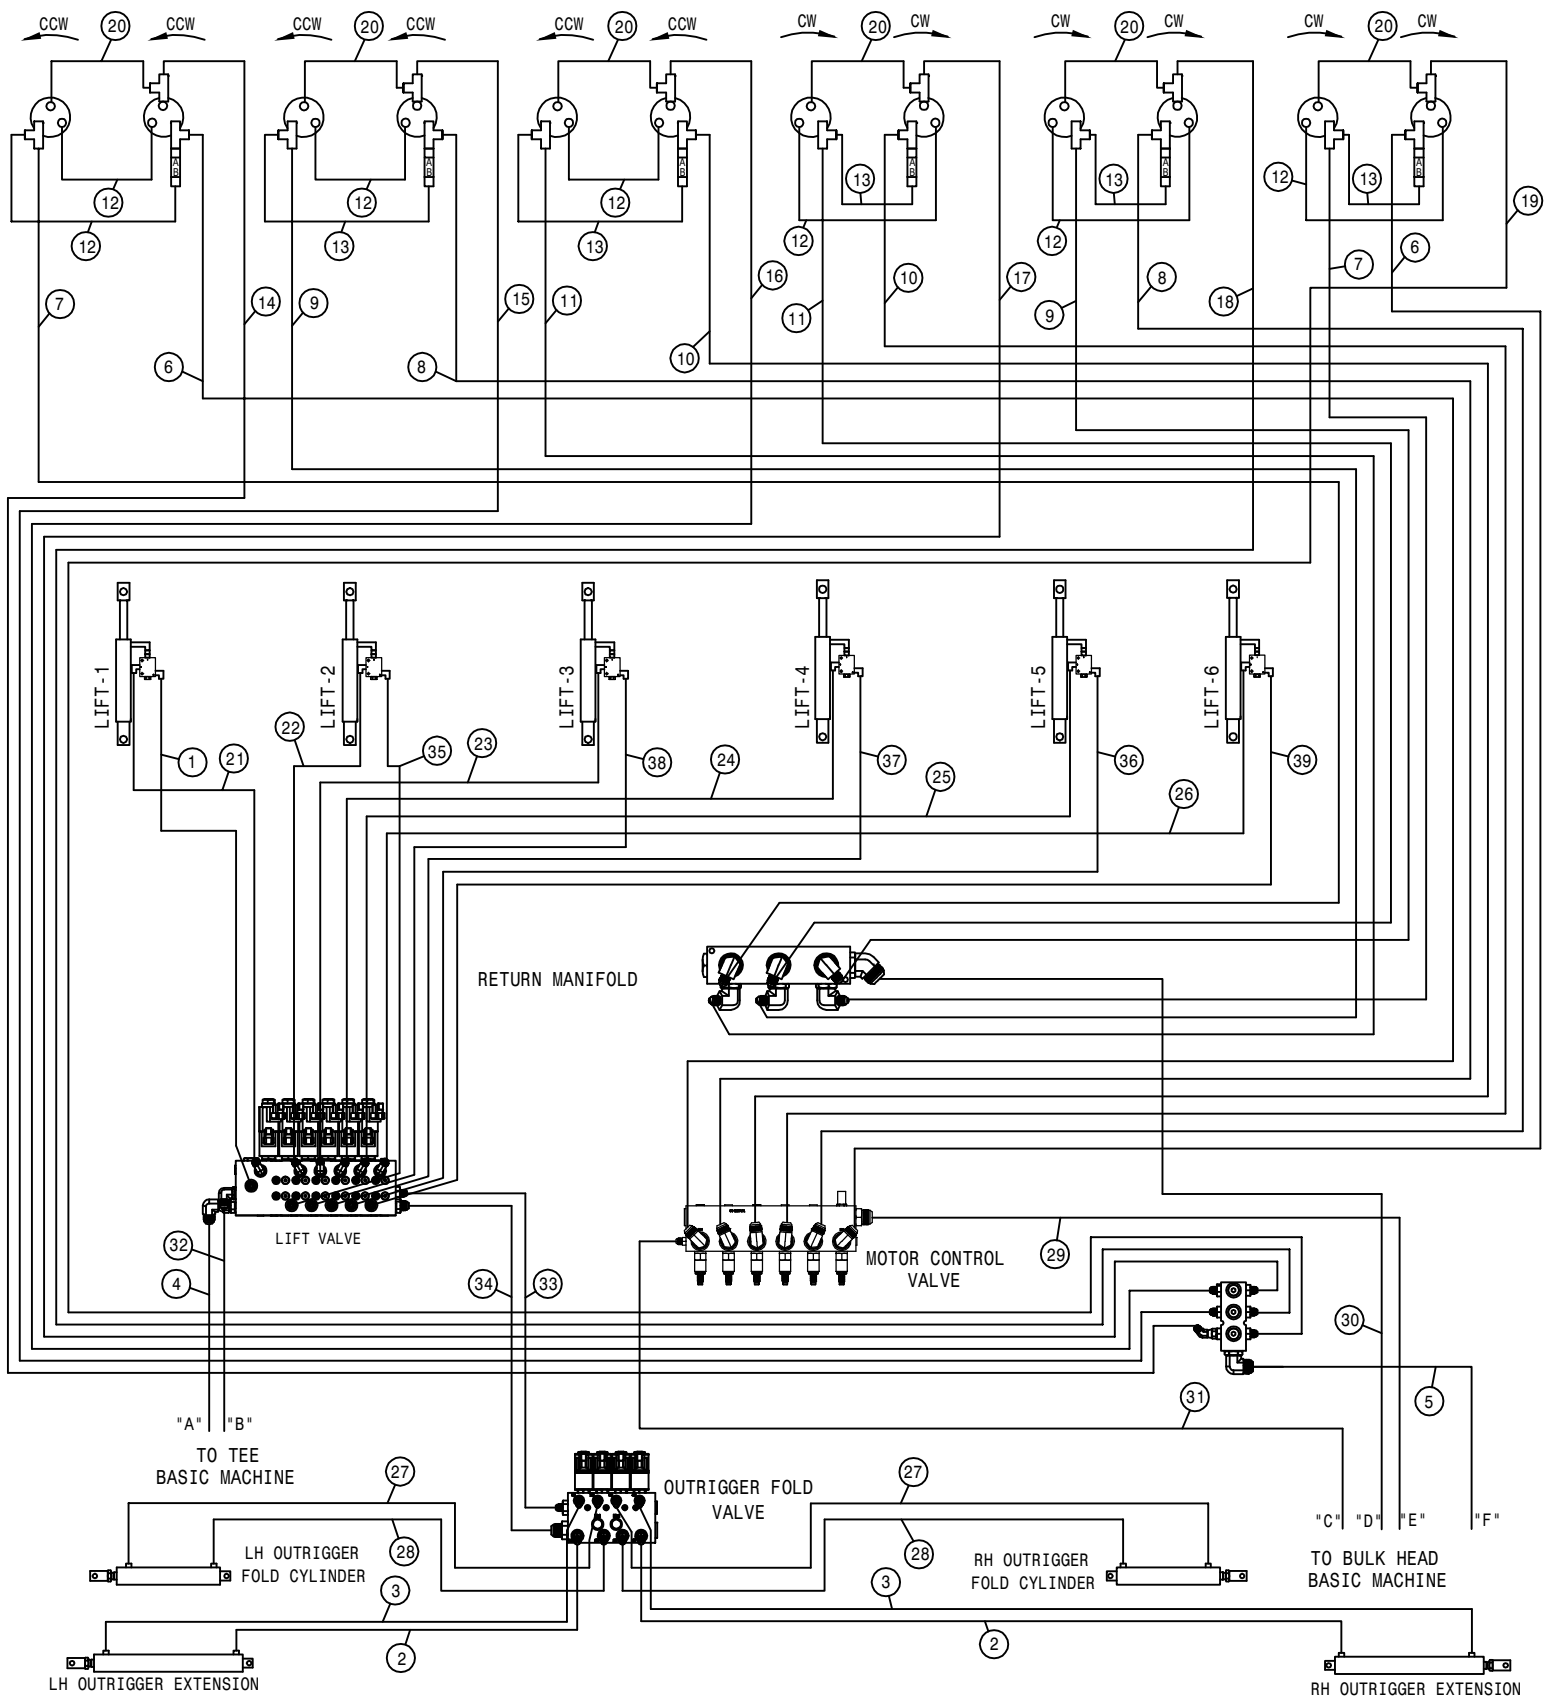 20 20 20 20 20 20
CCW CCW CCW CCW CCW CCW CW CW CW CW CW CW
A A A A A A
B B B B B B
13 13 12 13
12 12 12 19
12 13 13 12 12 6
7
16 10 17 8
7 14 9 15 11 11 9 18
10
6 8
LIFT-1
LIFT-2
LIFT-3
LIFT-4
LIFT-5
LIFT-6
22 23
1 21 35 38 24 37 36 39
25
26
RETURN MANIFOLD
LIFT VALVE
32
4
34 33
MOTOR CONTROL
VALVE
29
30
5
31
"A" "B"
TO TEE
BASIC MACHINE
27
28
OUTRIGGER FOLD
VALVE
27
28
"C" "D" "E" "F"
TO BULK HEAD
BASIC MACHINE
LH OUTRIGGER
FOLD CYLINDER
RH OUTRIGGER
FOLD CYLINDER
3 3
2 2
LH OUTRIGGER EXTENSION
RH OUTRIGGER EXTENSION